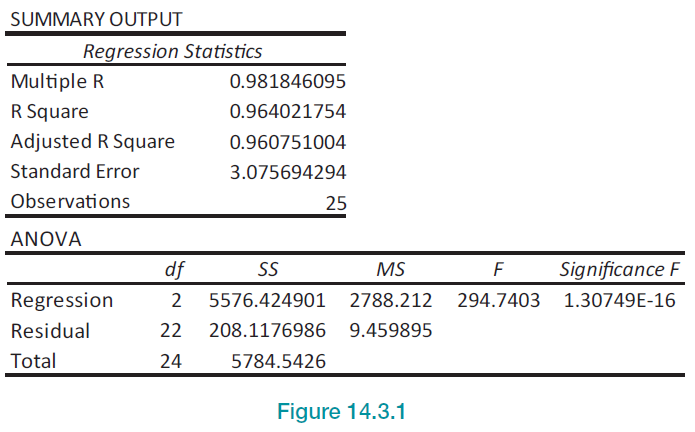 SUMMARY OUTPUT
Regression Statistics
Multiple R 0.981846095
R Square 0.964021754
Adjusted R Square 0.960751004
Standard Error 3.075694294
Observations 25
ANOVA
df SS MS F Significance F
Regression 2 5576.424901 2788.212 294.7403 1.30749E-16
Residual 22 208.1176986 9.459895
Total 24 5784.5426
Figure 14.3.1